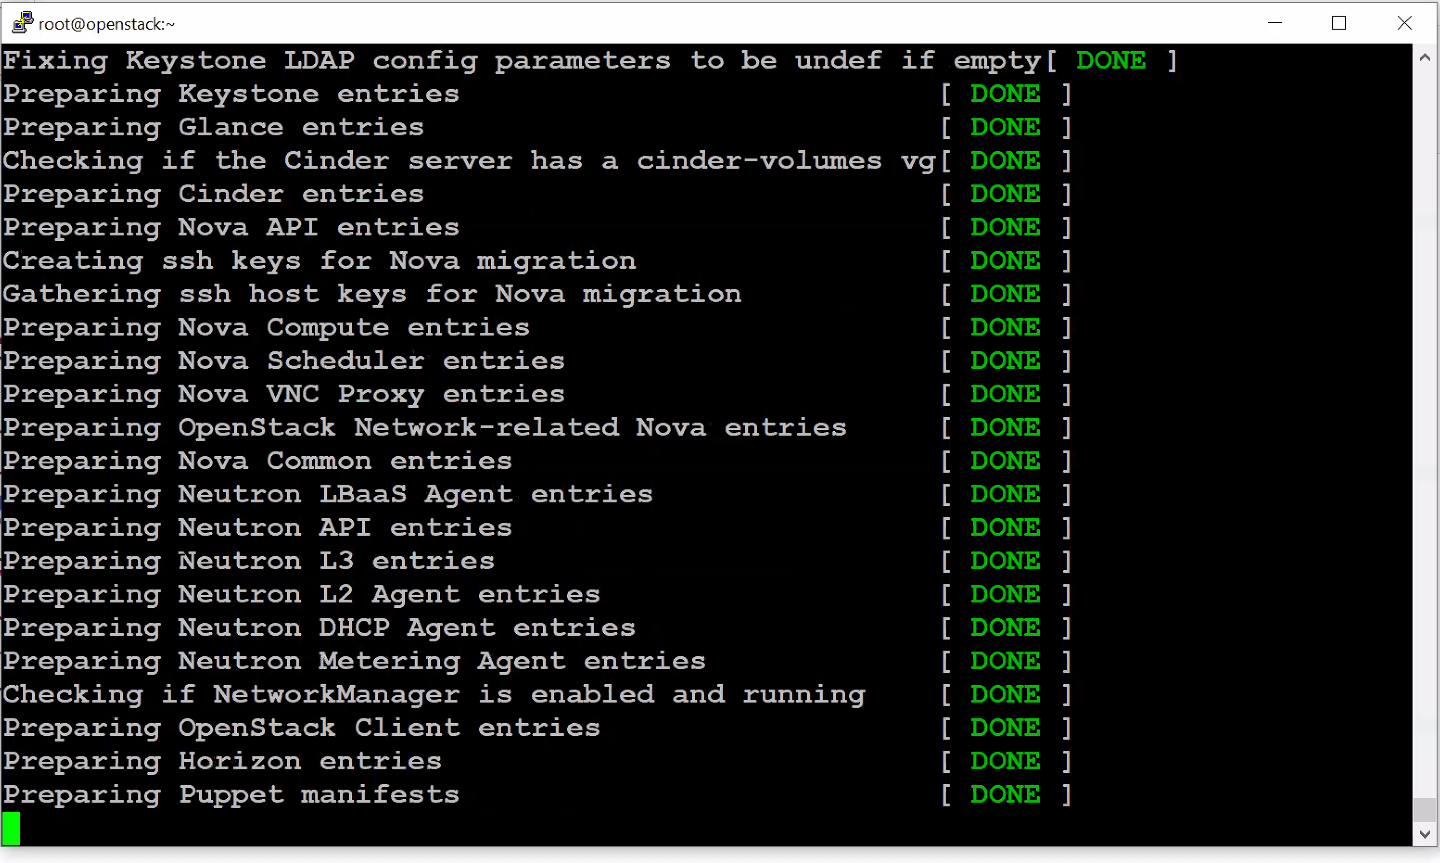 root@openstack:~
Fixing Keystone LDAP config parameters to be undef if empty[ DONE ]
Preparing Keystone entries [ DONE ]
Preparing Glance entries [ DONE ]
Checking if the Cinder server has a cinder-volumes vg[ DONE ]
Preparing Cinder entries [ DONE ]
Preparing Nova API entries [ DONE ]
Creating ssh keys for Nova migration [ DONE ]
Gathering ssh host keys for Nova migration [ DONE ]
Preparing Nova Compute entries [ DONE ]
Preparing Nova Scheduler entries [ DONE ]
Preparing Nova VNC Proxy entries [ DONE ]
Preparing OpenStack Network-related Nova entries [ DONE ]
Preparing Nova Common entries [ DONE ]
Preparing Neutron LBaaS Agent entries [ DONE ]
Preparing Neutron API entries [ DONE ]
Preparing Neutron L3 entries [ DONE ]
Preparing Neutron L2 Agent entries [ DONE ]
Preparing Neutron DHCP Agent entries [ DONE ]
Preparing Neutron Metering Agent entries [ DONE ]
Checking if NetworkManager is enabled and running [ DONE ]
Preparing OpenStack Client entries [ DONE ]
Preparing Horizon entries [ DONE ]
Preparing Puppet manifests [ DONE ]